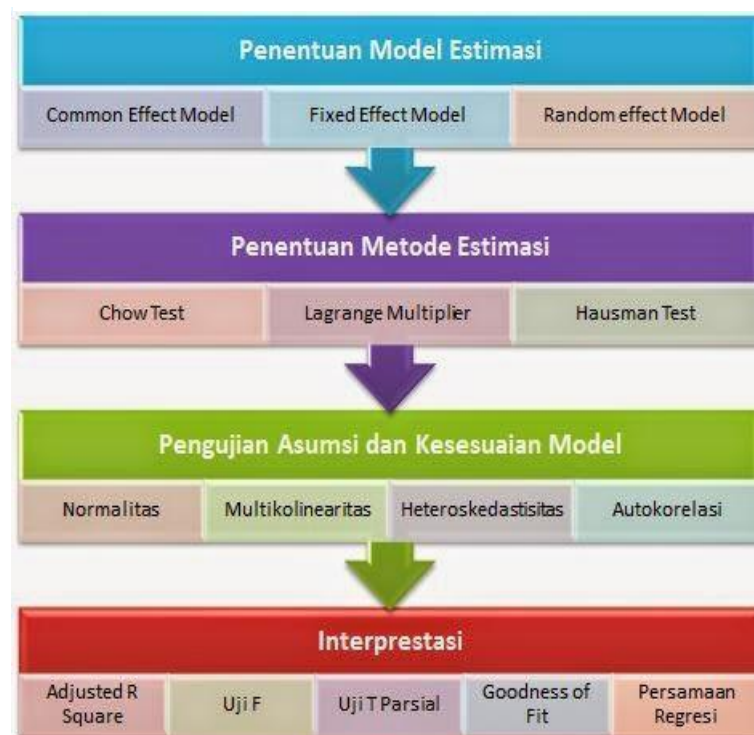 Penentuan Model Estimasi
Common Effect Model
Fixed Effect Model
Random effect Model
Penentuan Metode Estimasi
Chow Test
Lagrange Multiplier
Hausman Test
Pengujian Asumsi dan Kesesuaian Model
Normalitas
Multikolinearitas
Heteroskedastisitas
Autokorelasi
Interprestasi
Adjusted R
Square
Uji F
Uji T Parsial
Goodness of
Fit
Persamaan
Regresi